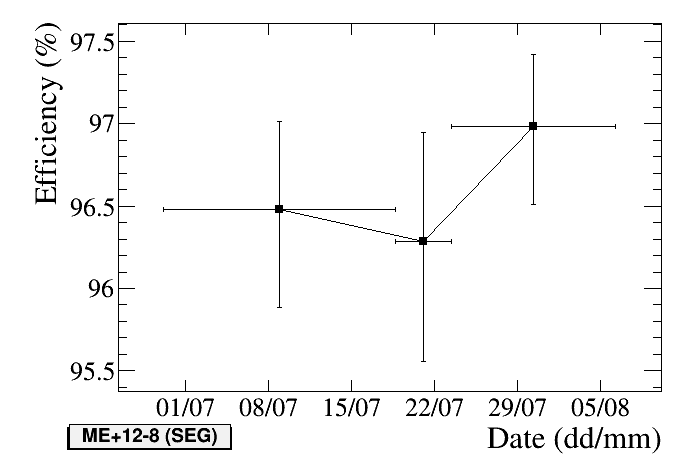 Efficiency (%)
97.5
97
96.5
96
95.5
01/07 08/07 15/07 22/07 29/07 05/08
ME+12-8 (SEG)
Date (dd/mm)